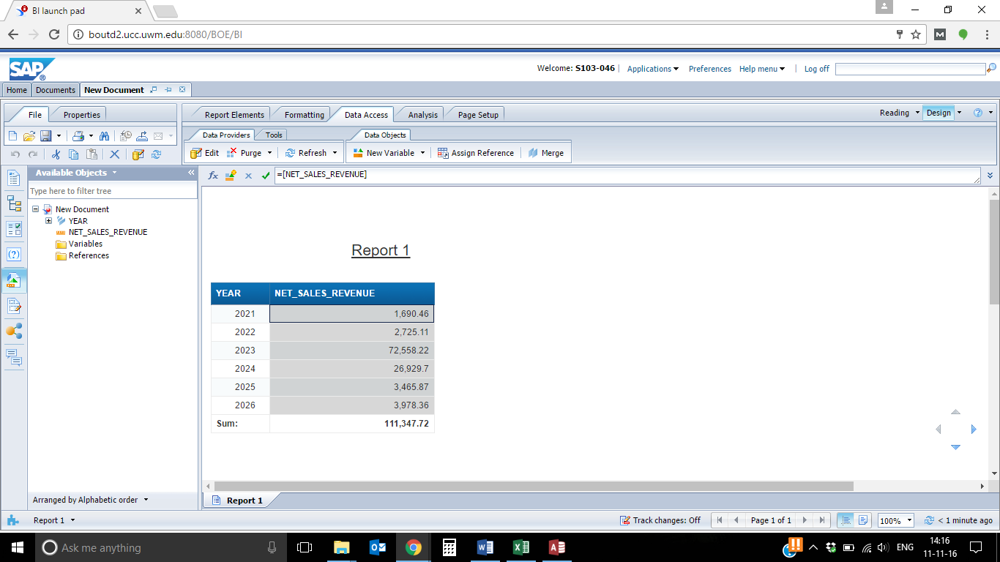 BI launch pad
boutd2.ucc.uwm.edu:8080/BOE/BI
SAP®
Welcome: S103-046 | Applications Preferences Help menu | Log off
Home Documents New Document
File Properties Report Elements Formatting Data Access Analysis Page Setup Reading Design
Data Providers Tools Data Objects
Edit Purge Refresh New Variable Assign Reference Merge
Available Objects
=[NET_SALES_REVENUE]
Type here to filter tree
New Document
YEAR
NET_SALES_REVENUE
Variables
References
Report 1
YEAR NET_SALES_REVENUE
2021 1,690.46
2022 2,725.11
2023 72,558.22
2024 26,929.7
2025 3,465.87
2026 3,978.36
Sum: 111,347.72
Arranged by Alphabetic order
Report 1
Report 1 Track changes: Off Page 1 of 1 100% < 1 minute ago
Ask me anything
ENG
14:16
11-11-16